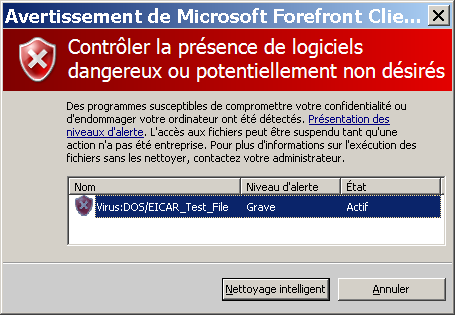 Avertissement de Microsoft Forefront Clie...
Contrôler la présence de logiciels
dangereux ou potentiellement non désirés
Des programmes susceptibles de compromettre votre confidentialité ou
d'endommager votre ordinateur ont été détectés. Présentation des
niveaux d'alerte. L'accès aux fichiers peut être suspendu tant qu'une
action n'a pas été entreprise. Pour plus d'informations sur l'exécution des
fichiers sans les nettoyer, contactez votre administrateur.
Nom Niveau d'alerte État
Virus:DOS/EICAR_Test_File Grave Actif
Nettoyage intelligent Annuler